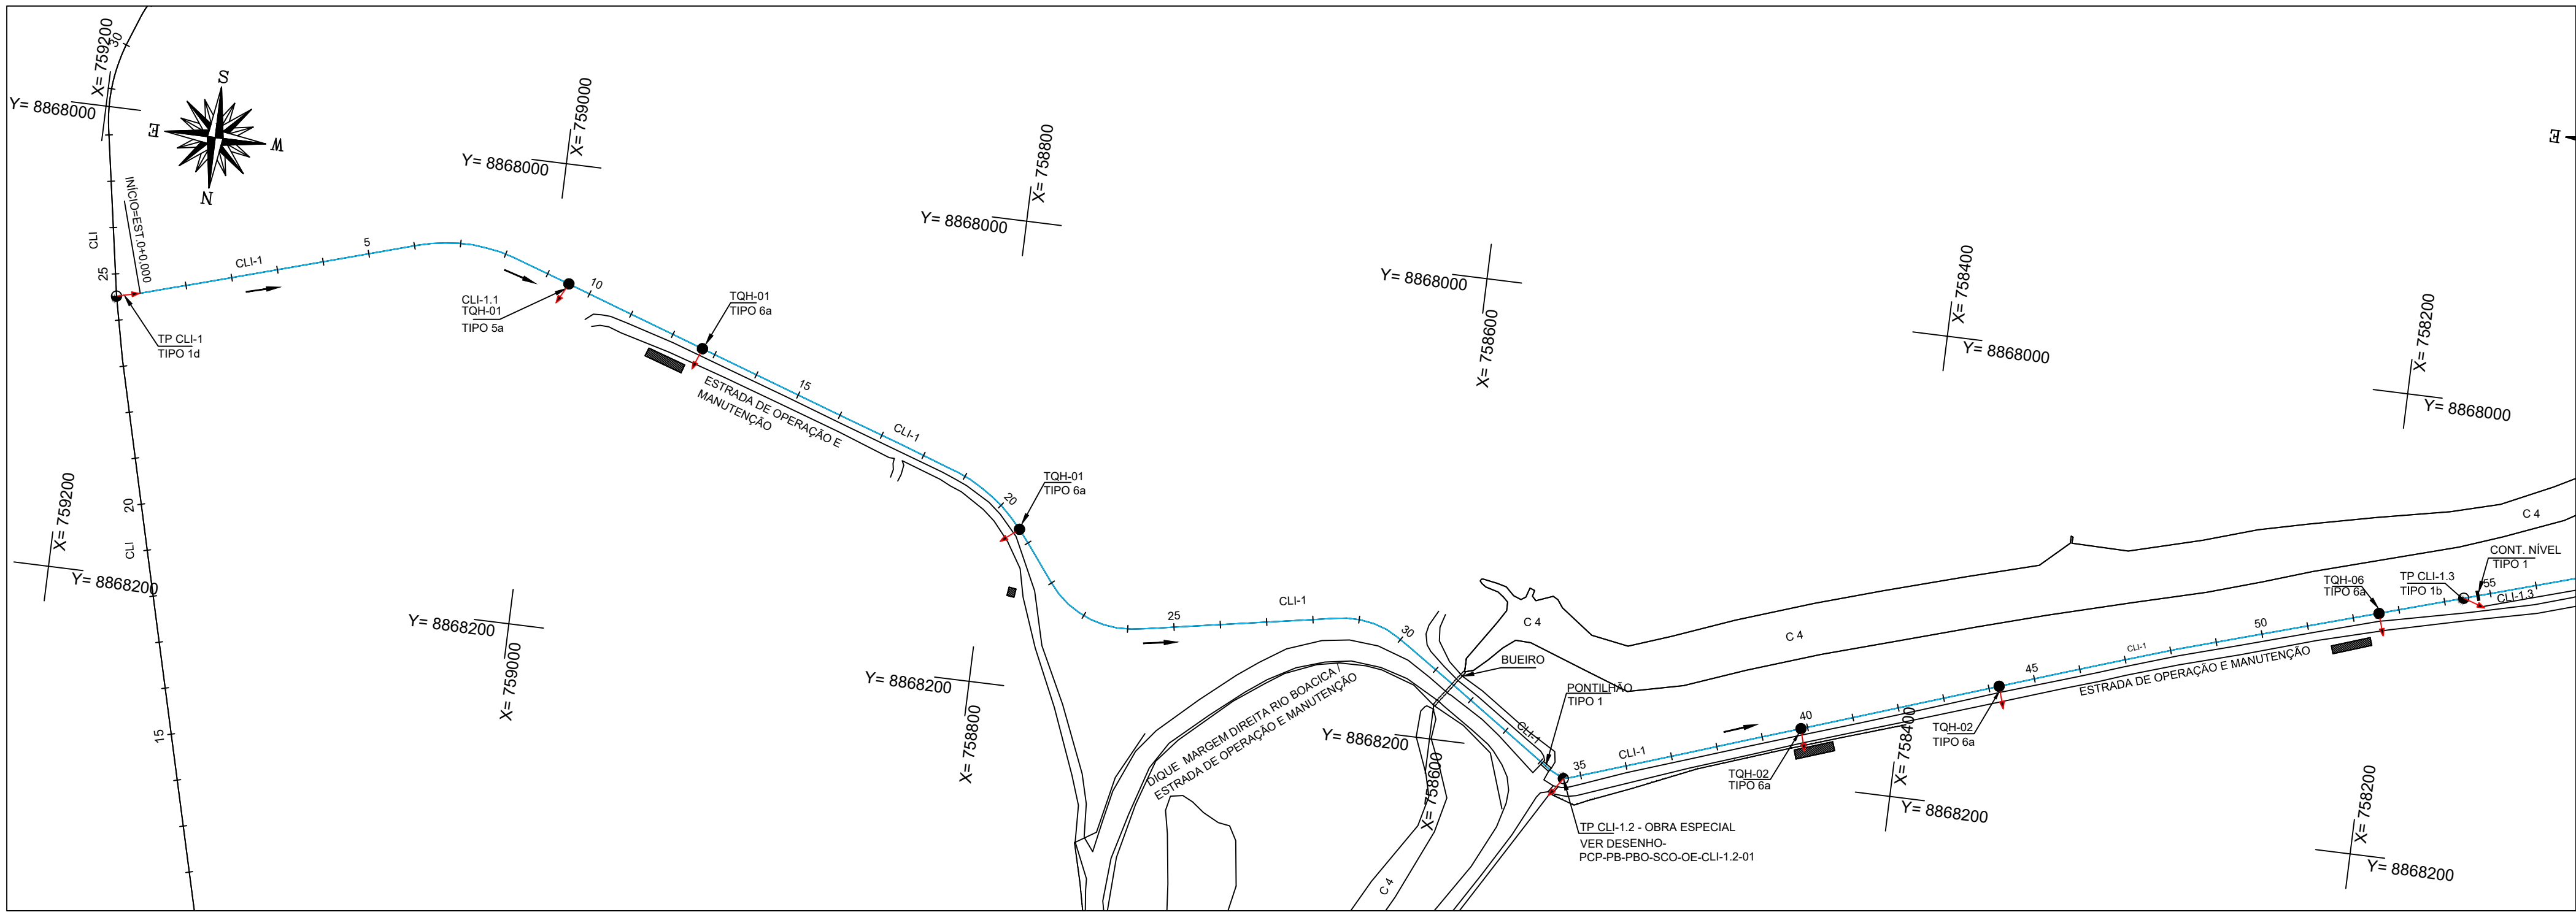 30
X= 759200
Y= 8868000
S
E
W
N
INÍCIO=EST.0+0,000
CLI
25
TP CLI-1
TIPO 1d
CLI-1
5
CLI-1.1
TQH-01
TIPO 5a
10
Y= 8868000
X= 759000
TQH-01
TIPO 6a
15
ESTRADA DE OPERAÇÃO E
MANUTENÇÃO
CLI-1
Y= 8868000
X= 758800
20
TQH-01
TIPO 6a
Y= 8868000
X= 758600
X= 758400
Y= 8868000
X= 758200
Y= 8868000
E
X= 759200
Y= 8868200
20
CLI
15
Y= 8868200
X= 759000
Y= 8868200
X= 758800
25
CLI-1
30
DIQUE MARGEM DIREITA RIO BOACICA /
ESTRADA DE OPERAÇÃO E MANUTENÇÃO
C 4
BUEIRO
PONTILHÃO
TIPO 1
Y= 8868200
X= 758600
CLI-1
C 4
TP CLI-1.2 - OBRA ESPECIAL
VER DESENHO-
PCP-PB-PBO-SCO-OE-CLI-1.2-01
35
CLI-1
C 4
TQH-02
TIPO 6a
40
TQH-02
TIPO 6a
X= 758400
Y= 8868200
45
CLI-1
ESTRADA DE OPERAÇÃO E MANUTENÇÃO
50
TQH-06
TIPO 6a
TP CLI-1.3
TIPO 1b
CONT. NÍVEL
TIPO 1
55
CLI-1.3
C 4
X= 758200
Y= 8868200